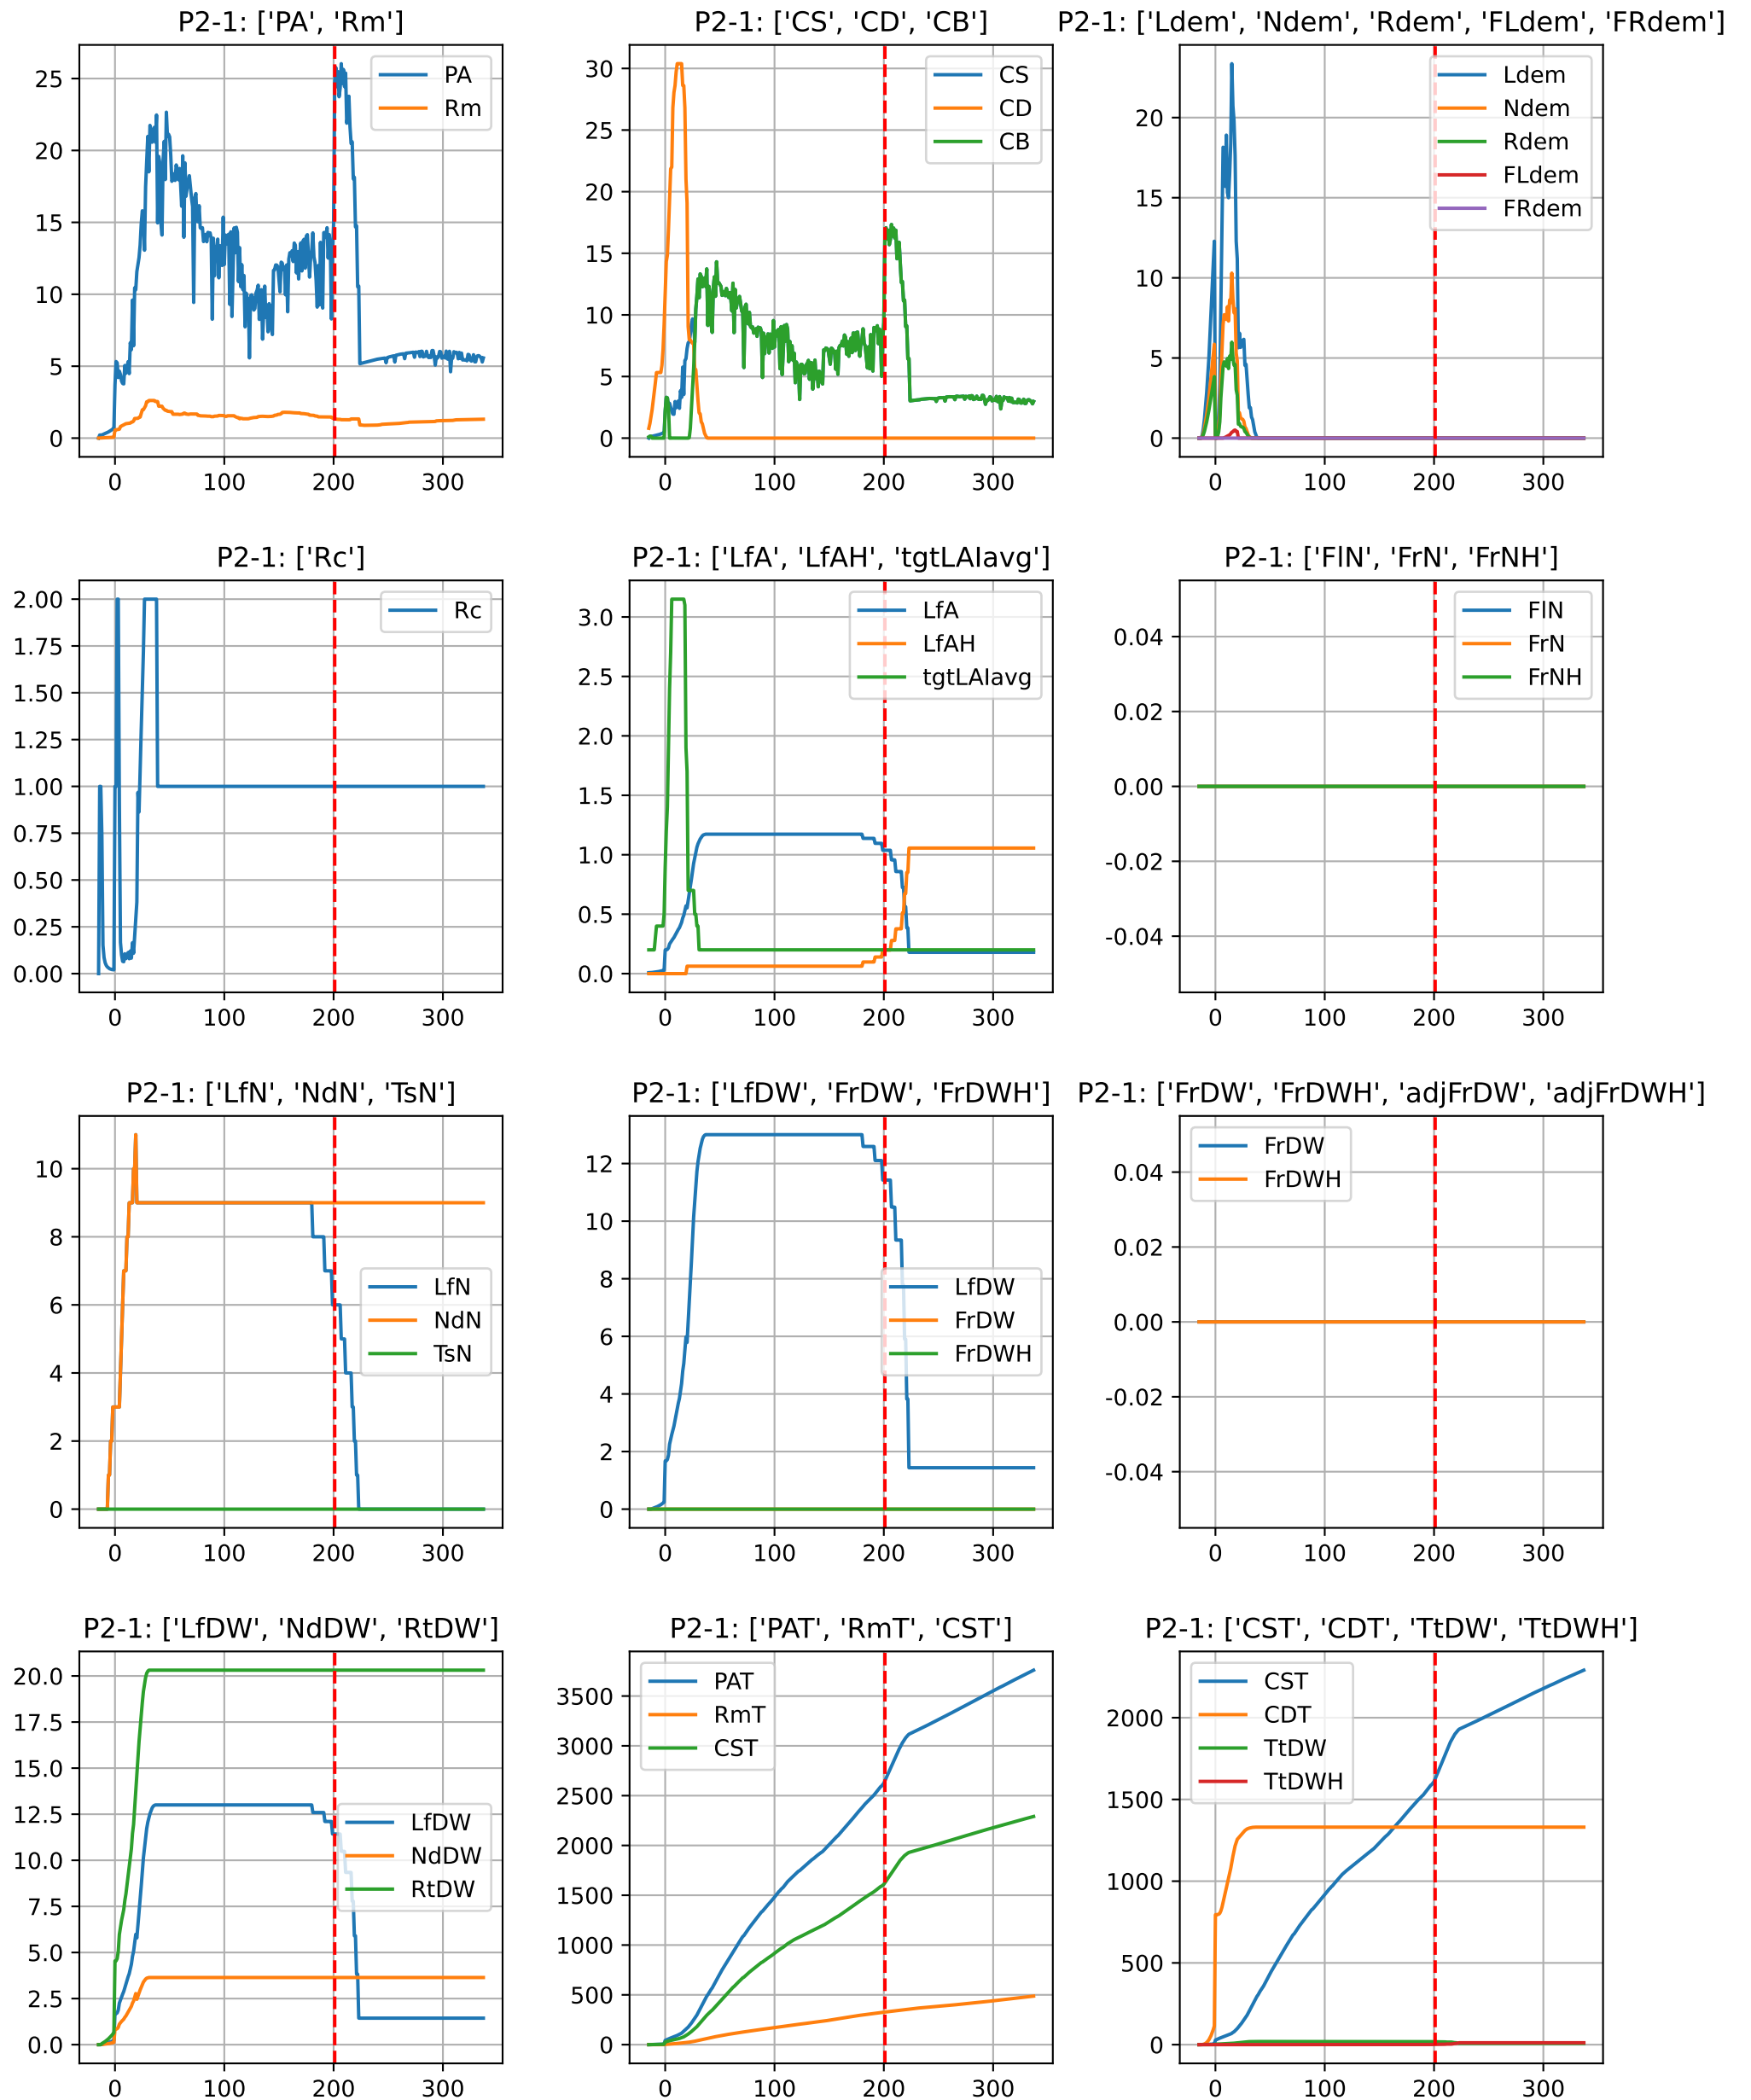 P2-1: ['PA', 'Rm']
25
20
15
10
5
0
0 100 200 300
PA
Rm
P2-1: ['CS', 'CD', 'CB']
30
25
20
15
10
5
0
0 100 200 300
CS
CD
CB
P2-1: ['Ldem', 'Ndem', 'Rdem', 'FLdem', 'FRdem']
20
15
10
5
0
0 100 200 300
Ldem
Ndem
Rdem
FLdem
FRdem
P2-1: ['Rc']
2.00
1.75
1.50
1.25
1.00
0.75
0.50
0.25
0.00
0 100 200 300
Rc
P2-1: ['LfA', 'LfAH', 'tgtLAIavg']
3.0
2.5
2.0
1.5
1.0
0.5
0.0
0 100 200 300
LfA
LfAH
tgtLAIavg
P2-1: ['FlN', 'FrN', 'FrNH']
0.04
0.02
0.00
-0.02
-0.04
0 100 200 300
FlN
FrN
FrNH
P2-1: ['LfN', 'NdN', 'TsN']
10
8
6
4
2
0
0 100 200 300
LfN
NdN
TsN
P2-1: ['LfDW', 'FrDW', 'FrDWH']
12
10
8
6
4
2
0
0 100 200 300
LfDW
FrDW
FrDWH
P2-1: ['FrDW', 'FrDWH', 'adjFrDW', 'adjFrDWH']
0.04
0.02
0.00
-0.02
-0.04
0 100 200 300
FrDW
FrDWH
P2-1: ['LfDW', 'NdDW', 'RtDW']
20.0
17.5
15.0
12.5
10.0
7.5
5.0
2.5
0.0
0 100 200 300
LfDW
NdDW
RtDW
P2-1: ['PAT', 'RmT', 'CST']
3500
3000
2500
2000
1500
1000
500
0
0 100 200 300
PAT
RmT
CST
P2-1: ['CST', 'CDT', 'TtDW', 'TtDWH']
2000
1500
1000
500
0
0 100 200 300
CST
CDT
TtDW
TtDWH